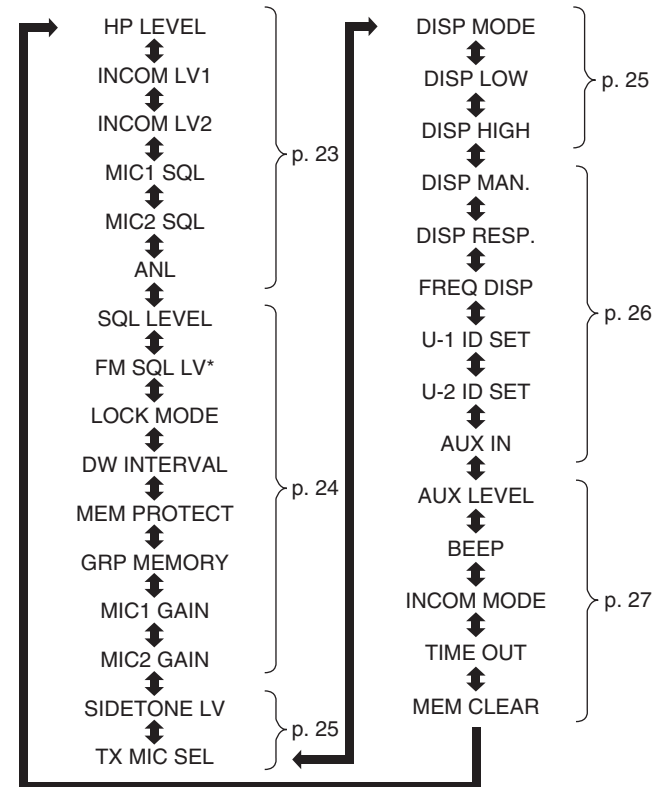 HP LEVEL
INCOM LV1
INCOM LV2
MIC1 SQL
MIC2 SQL
ANL
p. 23
SQL LEVEL
FM SQL LV*
LOCK MODE
DW INTERVAL
MEM PROTECT
GRP MEMORY
MIC1 GAIN
MIC2 GAIN
p. 24
SIDETONE LV
TX MIC SEL
p. 25
DISP MODE
DISP LOW
DISP HIGH
p. 25
DISP MAN.
DISP RESP.
FREQ DISP
U-1 ID SET
U-2 ID SET
AUX IN
p. 26
AUX LEVEL
BEEP
INCOM MODE
TIME OUT
MEM CLEAR
p. 27